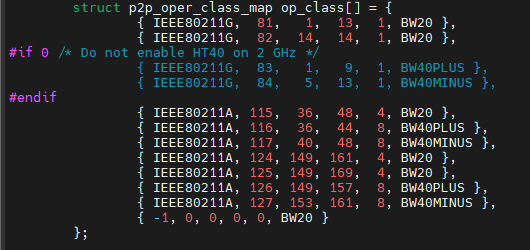 struct p2p_oper_class_map op_class[] = {
{ IEEE80211G, 81, 1, 13, 1, BW20 },
{ IEEE80211G, 82, 14, 14, 1, BW20 },
#if 0 /* Do not enable HT40 on 2 GHz */
{ IEEE80211G, 83, 1, 9, 1, BW40PLUS },
{ IEEE80211G, 84, 5, 13, 1, BW40MINUS },
#endif
{ IEEE80211A, 115, 36, 48, 4, BW20 },
{ IEEE80211A, 116, 36, 44, 8, BW40PLUS },
{ IEEE80211A, 117, 40, 48, 8, BW40MINUS },
{ IEEE80211A, 124, 149, 161, 4, BW20 },
{ IEEE80211A, 125, 149, 169, 4, BW20 },
{ IEEE80211A, 126, 149, 157, 8, BW40PLUS },
{ IEEE80211A, 127, 153, 161, 8, BW40MINUS },
{ -1, 0, 0, 0, 0, BW20 }
};